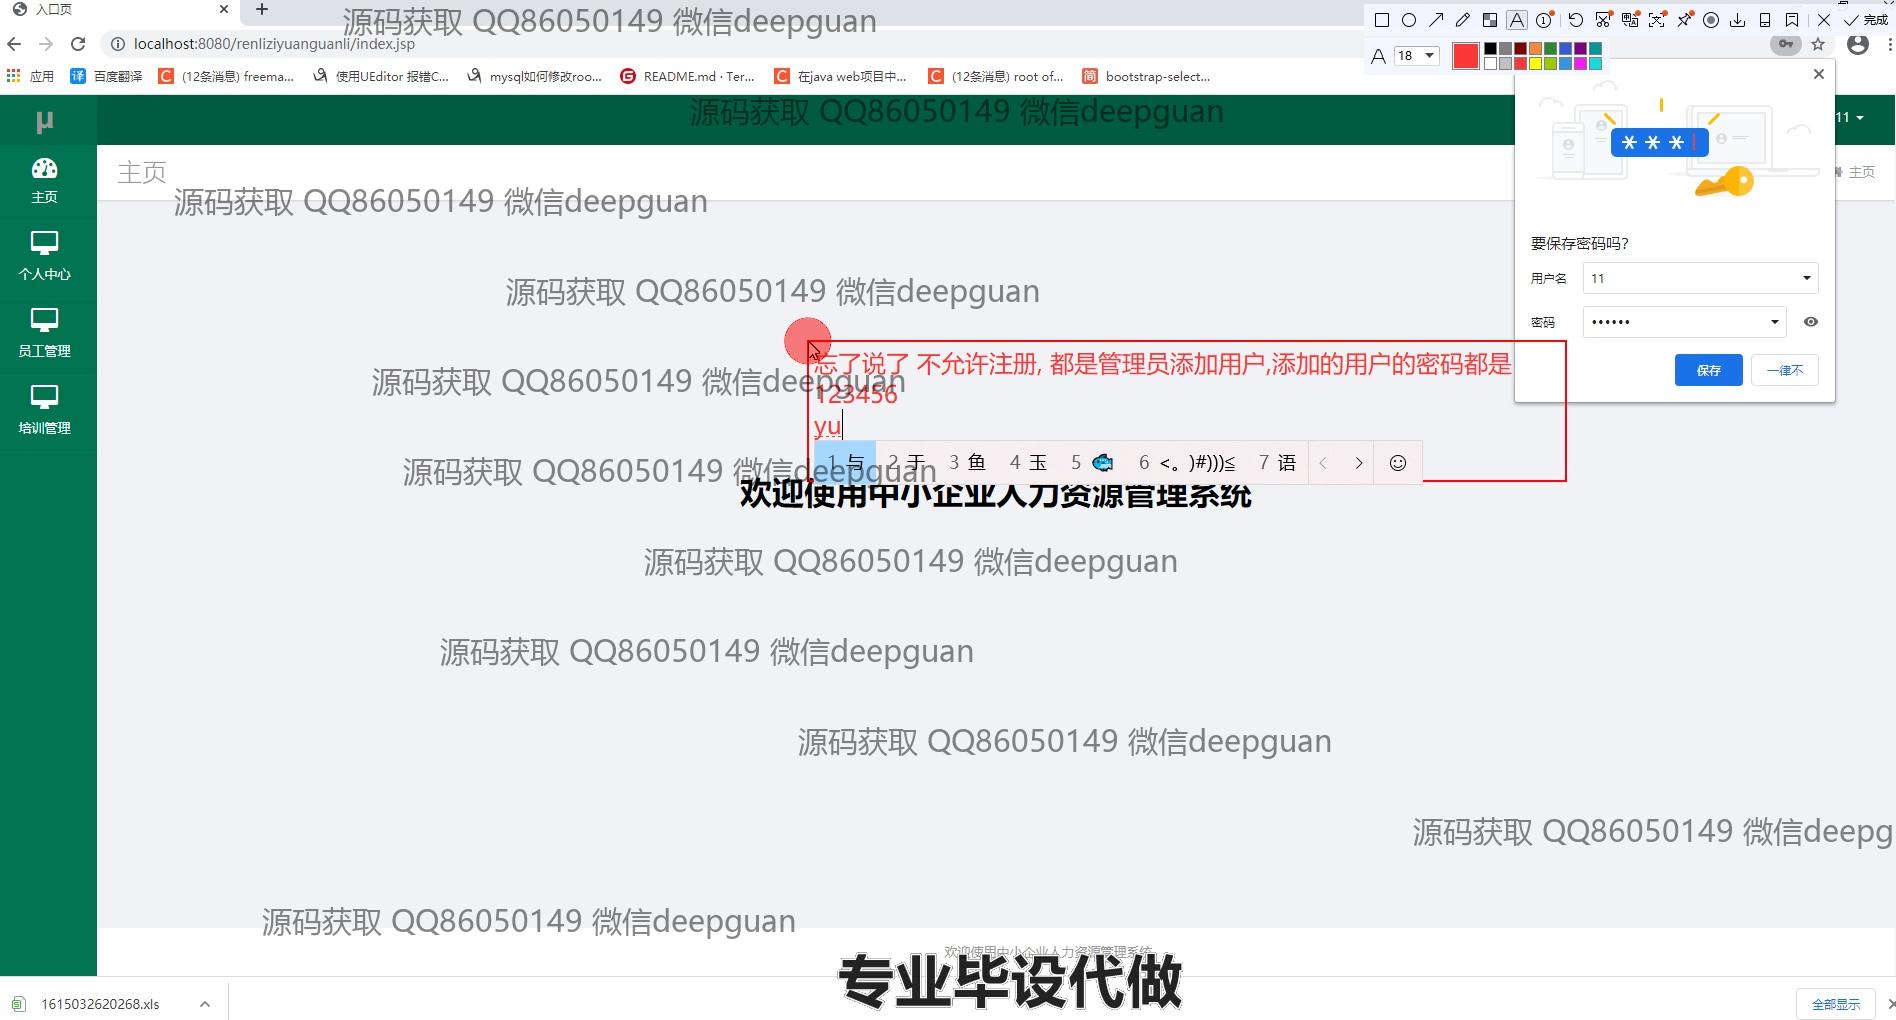 入口页
源码获取 QQ86050149 微信deepguan
完成
localhost:8080/renliziyuanguanli/index.jsp
A 18
应用
译 百度翻译
C (12条消息) freema...
使用UEditor 报错C...
mysql如何修改roo...
G README.md · Ter...
C 在java web项目中...
C (12条消息) root of...
简 bootstrap-select...
源码获取 QQ86050149 微信deepguan
μ
11
主页
主页
源码获取 QQ86050149 微信deepguan
主页
个人中心
员工管理
培训管理
***
要保存密码吗?
用户名 11
密码 ••••••
保存 一律不
源码获取 QQ86050149 微信deepguan
忘了说了 不允许注册, 都是管理员添加用户,添加的用户的密码都是
源码获取 QQ86050149 微信deepguan
123456
yu
1 与 2 于 3 鱼 4 玉 5 🐟 6 <。)#)))≦ 7 语
源码获取 QQ86050149 微信deepguan
欢迎使用中小企业人力资源管理系统
源码获取 QQ86050149 微信deepguan
源码获取 QQ86050149 微信deepguan
源码获取 QQ86050149 微信deepguan
源码获取 QQ86050149 微信deepg
源码获取 QQ86050149 微信deepguan
欢迎使用中小企业人力资源管理系统
专业毕设代做
1615032620268.xls
全部显示